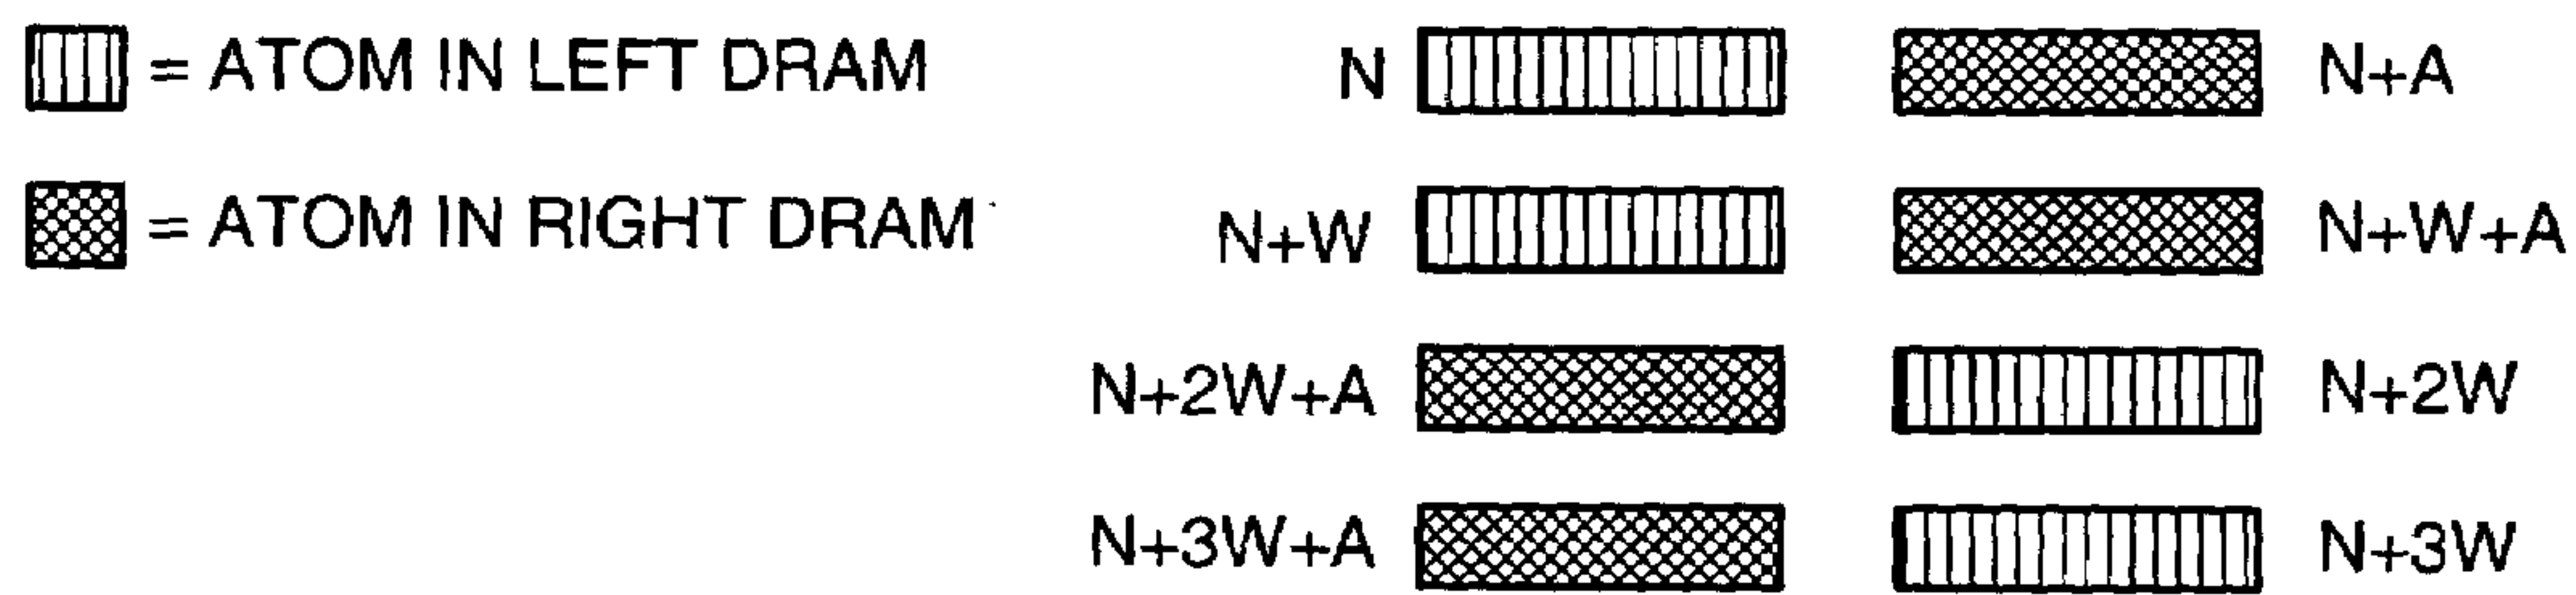 = ATOM IN LEFT DRAM
= ATOM IN RIGHT DRAM
N N+A
N+W N+W+A
N+2W+A N+2W
N+3W+A N+3W